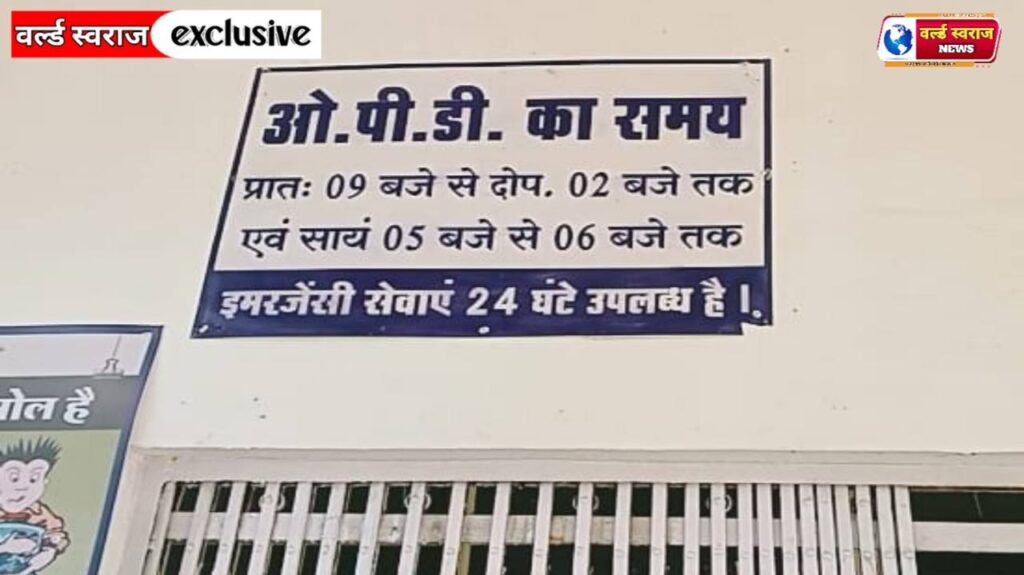 वर्ल्ड स्वराज exclusive
वर्ल्ड स्वराज
NEWS
ओ.पी.डी. का समय
प्रातः 09 बजे से दोप. 02 बजे तक
एवं सायं 05 बजे से 06 बजे तक
इमरजेंसी सेवाएं 24 घंटे उपलब्ध है।
है